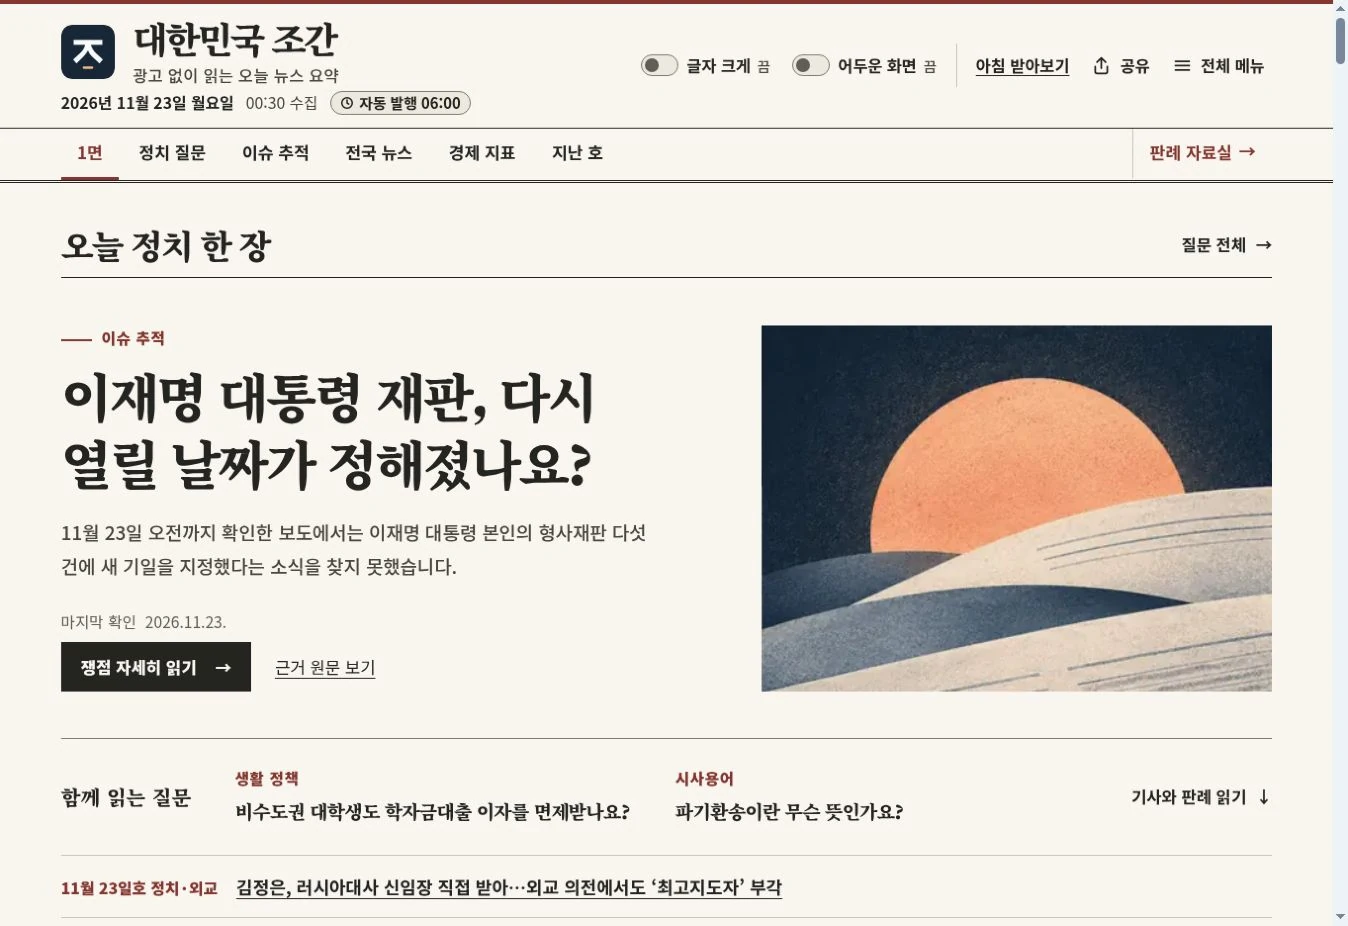 대한민국 조간
광고 없이 읽는 오늘 뉴스 요약
2026년 11월 23일 월요일 00:30 수집 자동 발행 06:00
글자 크게 끔 어두운 화면 끔 아침 받아보기 공유 전체 메뉴
1면 정치 질문 이슈 추적 전국 뉴스 경제 지표 지난 호 판례 자료실 →
오늘 정치 한 장
질문 전체 →
이슈 추적
이재명 대통령 재판, 다시
열릴 날짜가 정해졌나요?
11월 23일 오전까지 확인한 보도에서는 이재명 대통령 본인의 형사재판 다섯
건에 새 기일을 지정했다는 소식을 찾지 못했습니다.
마지막 확인 2026.11.23.
쟁점 자세히 읽기 → 근거 원문 보기
함께 읽는 질문
생활 정책
비수도권 대학생도 학자금대출 이자를 면제받나요?
시사용어
파기환송이란 무슨 뜻인가요?
기사와 판례 읽기 ↓
11월 23일호 정치·외교 김정은, 러시아대사 신임장 직접 받아…외교 의전에서도 ‘최고지도자’ 부각